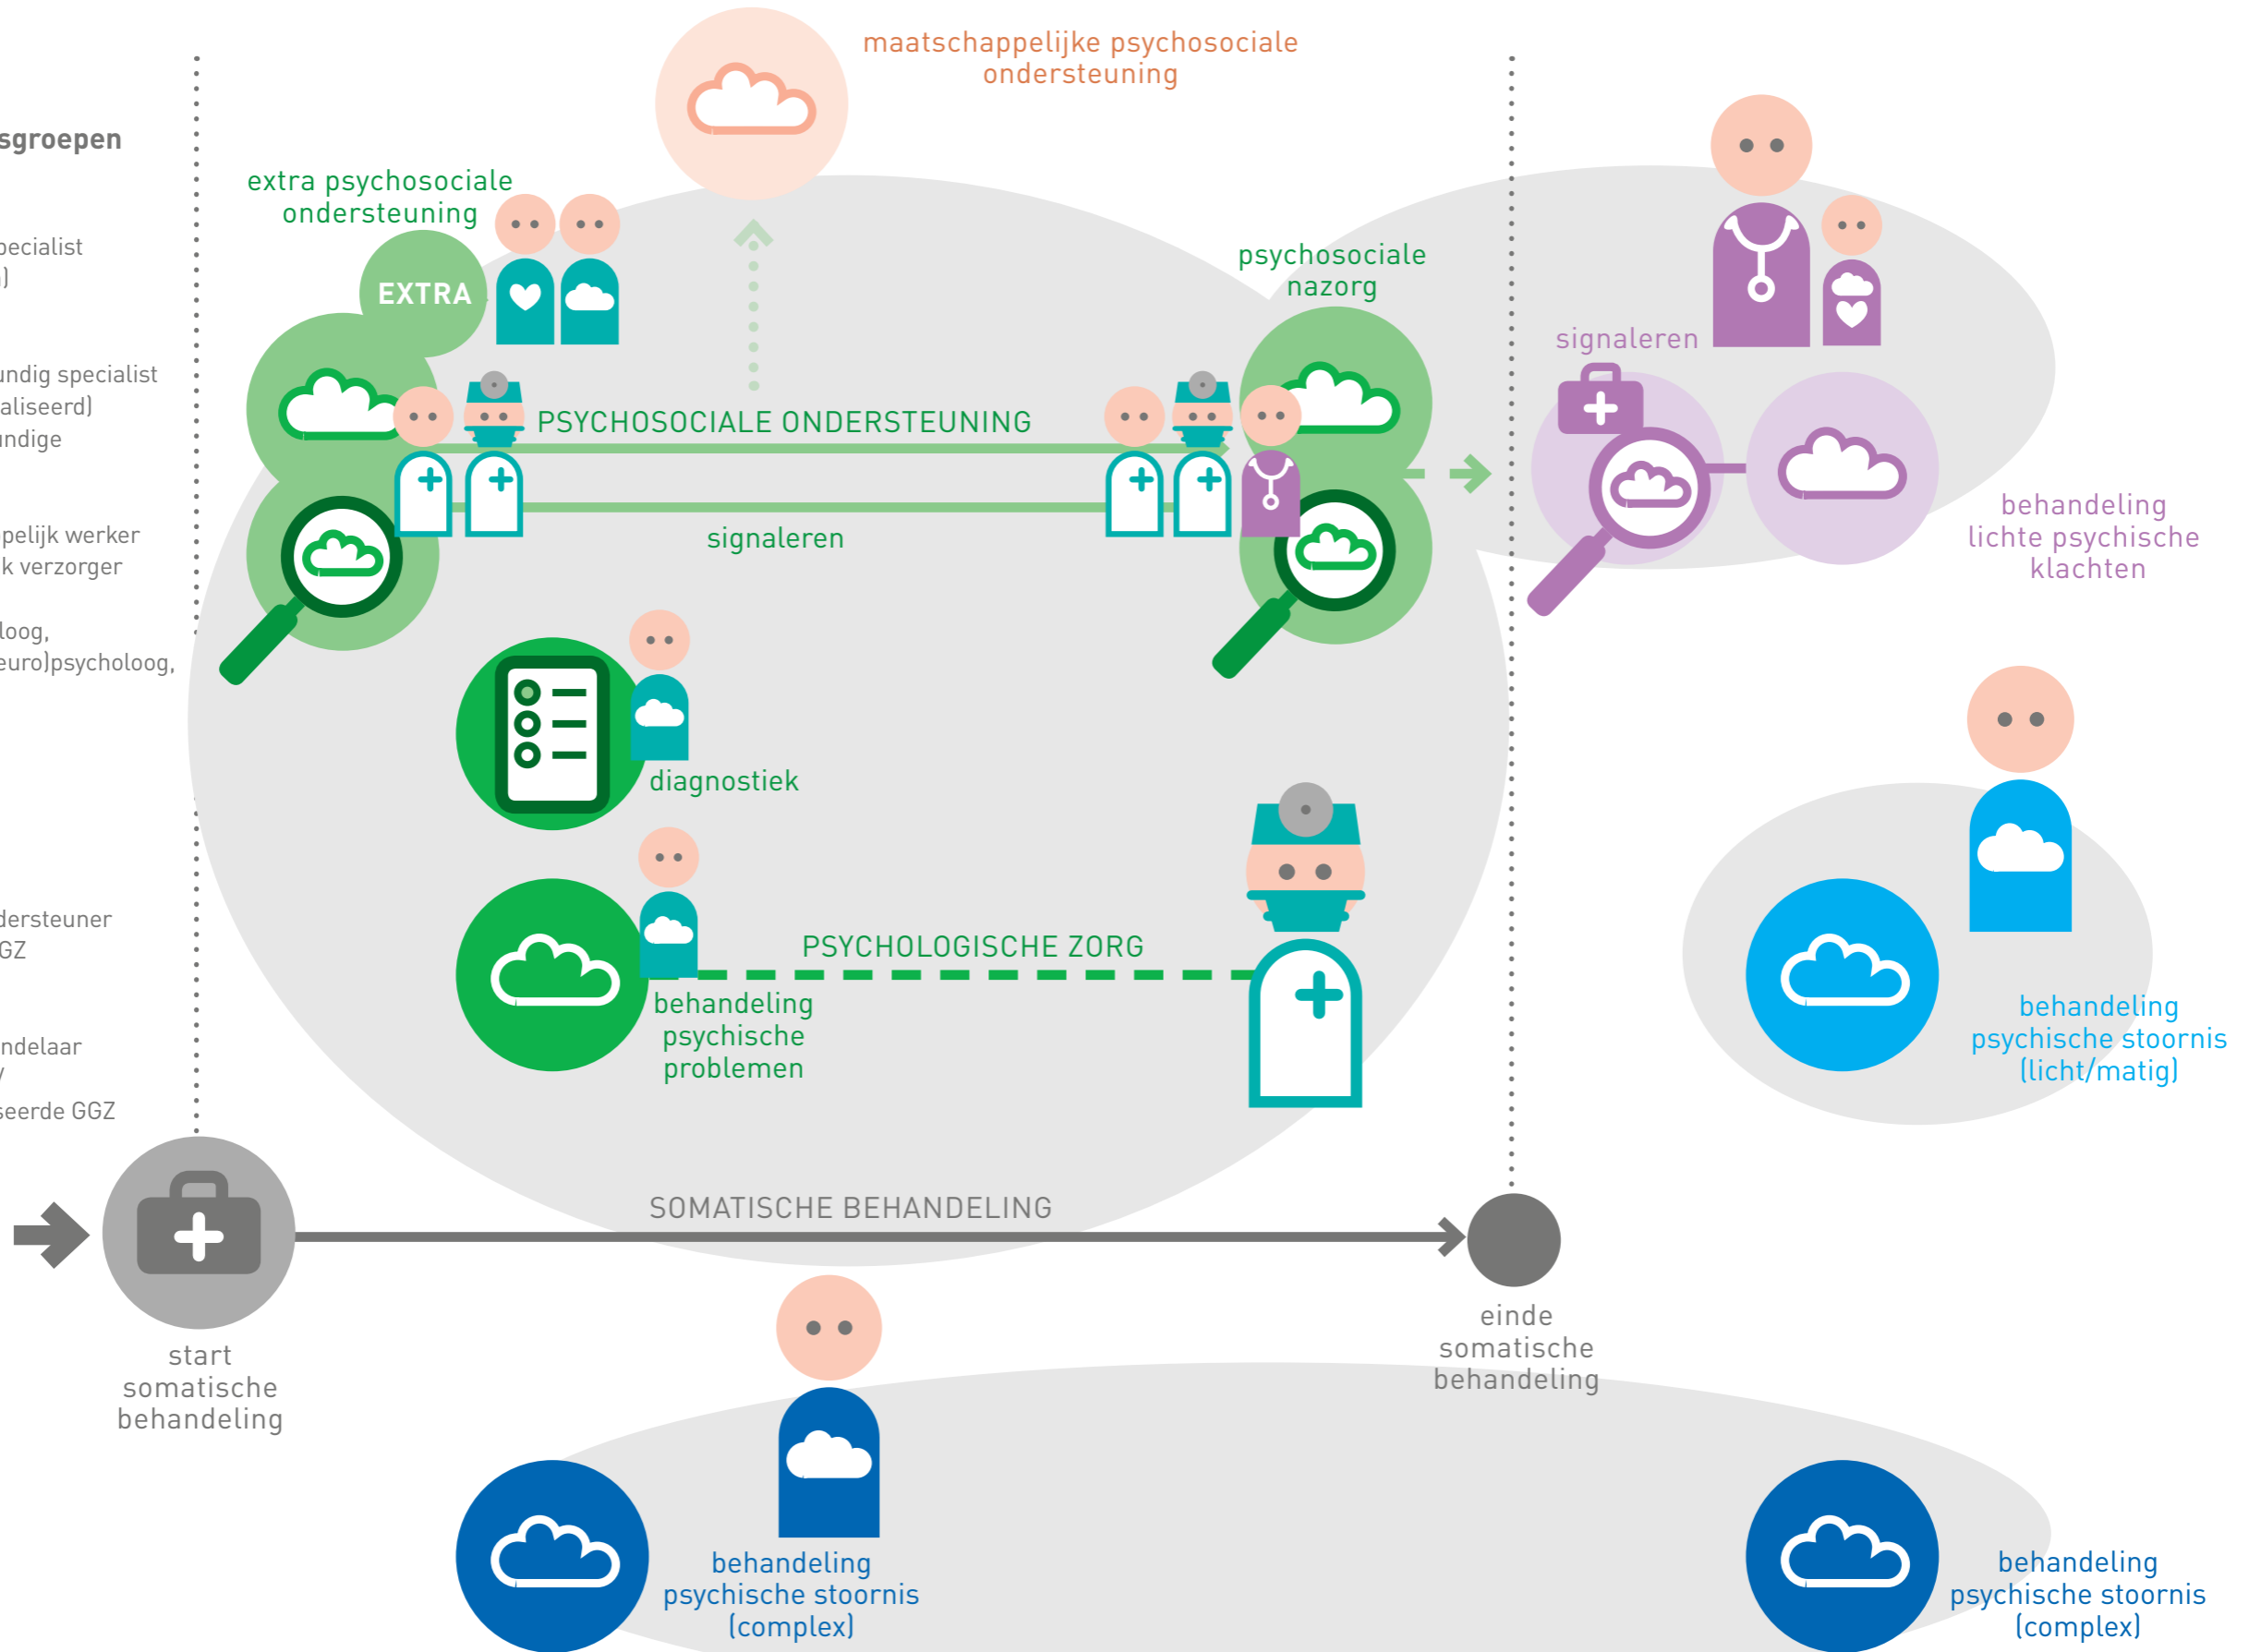 sgroepen
pecialist
)
undig specialist
aliseerd)
undige
pelijk werker
k verzorger
loog,
euro)psycholoog,
dersteuner
GZ
ndelaar
/
seerde GGZ
maatschappelijke psychosociale
ondersteuning
extra psychosociale
ondersteuning
EXTRA
psychosociale
nazorg
PSYCHOSOCIALE ONDERSTEUNING
signaleren
signaleren
behandeling
lichte psychische
klachten
diagnostiek
PSYCHOLOGISCHE ZORG
behandeling
psychische
problemen
behandeling
psychische stoornis
(licht/matig)
SOMATISCHE BEHANDELING
start
somatische
behandeling
einde
somatische
behandeling
behandeling
psychische stoornis
(complex)
behandeling
psychische stoornis
(complex)